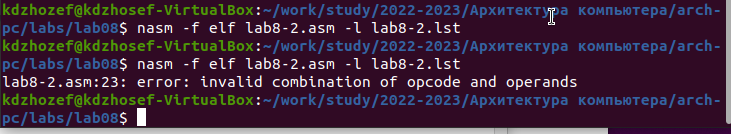 kdzhozef@kdzhosef-VirtualBox:~/work/study/2022-2023/Архитектура компьютера/arch-
pc/labs/lab08$ nasm -f elf lab8-2.asm -l lab8-2.lst
kdzhozef@kdzhosef-VirtualBox:~/work/study/2022-2023/Архитектура компьютера/arch-
pc/labs/lab08$ nasm -f elf lab8-2.asm -l lab8-2.lst
lab8-2.asm:23: error: invalid combination of opcode and operands
kdzhozef@kdzhosef-VirtualBox:~/work/study/2022-2023/Архитектура компьютера/arch-
pc/labs/lab08$